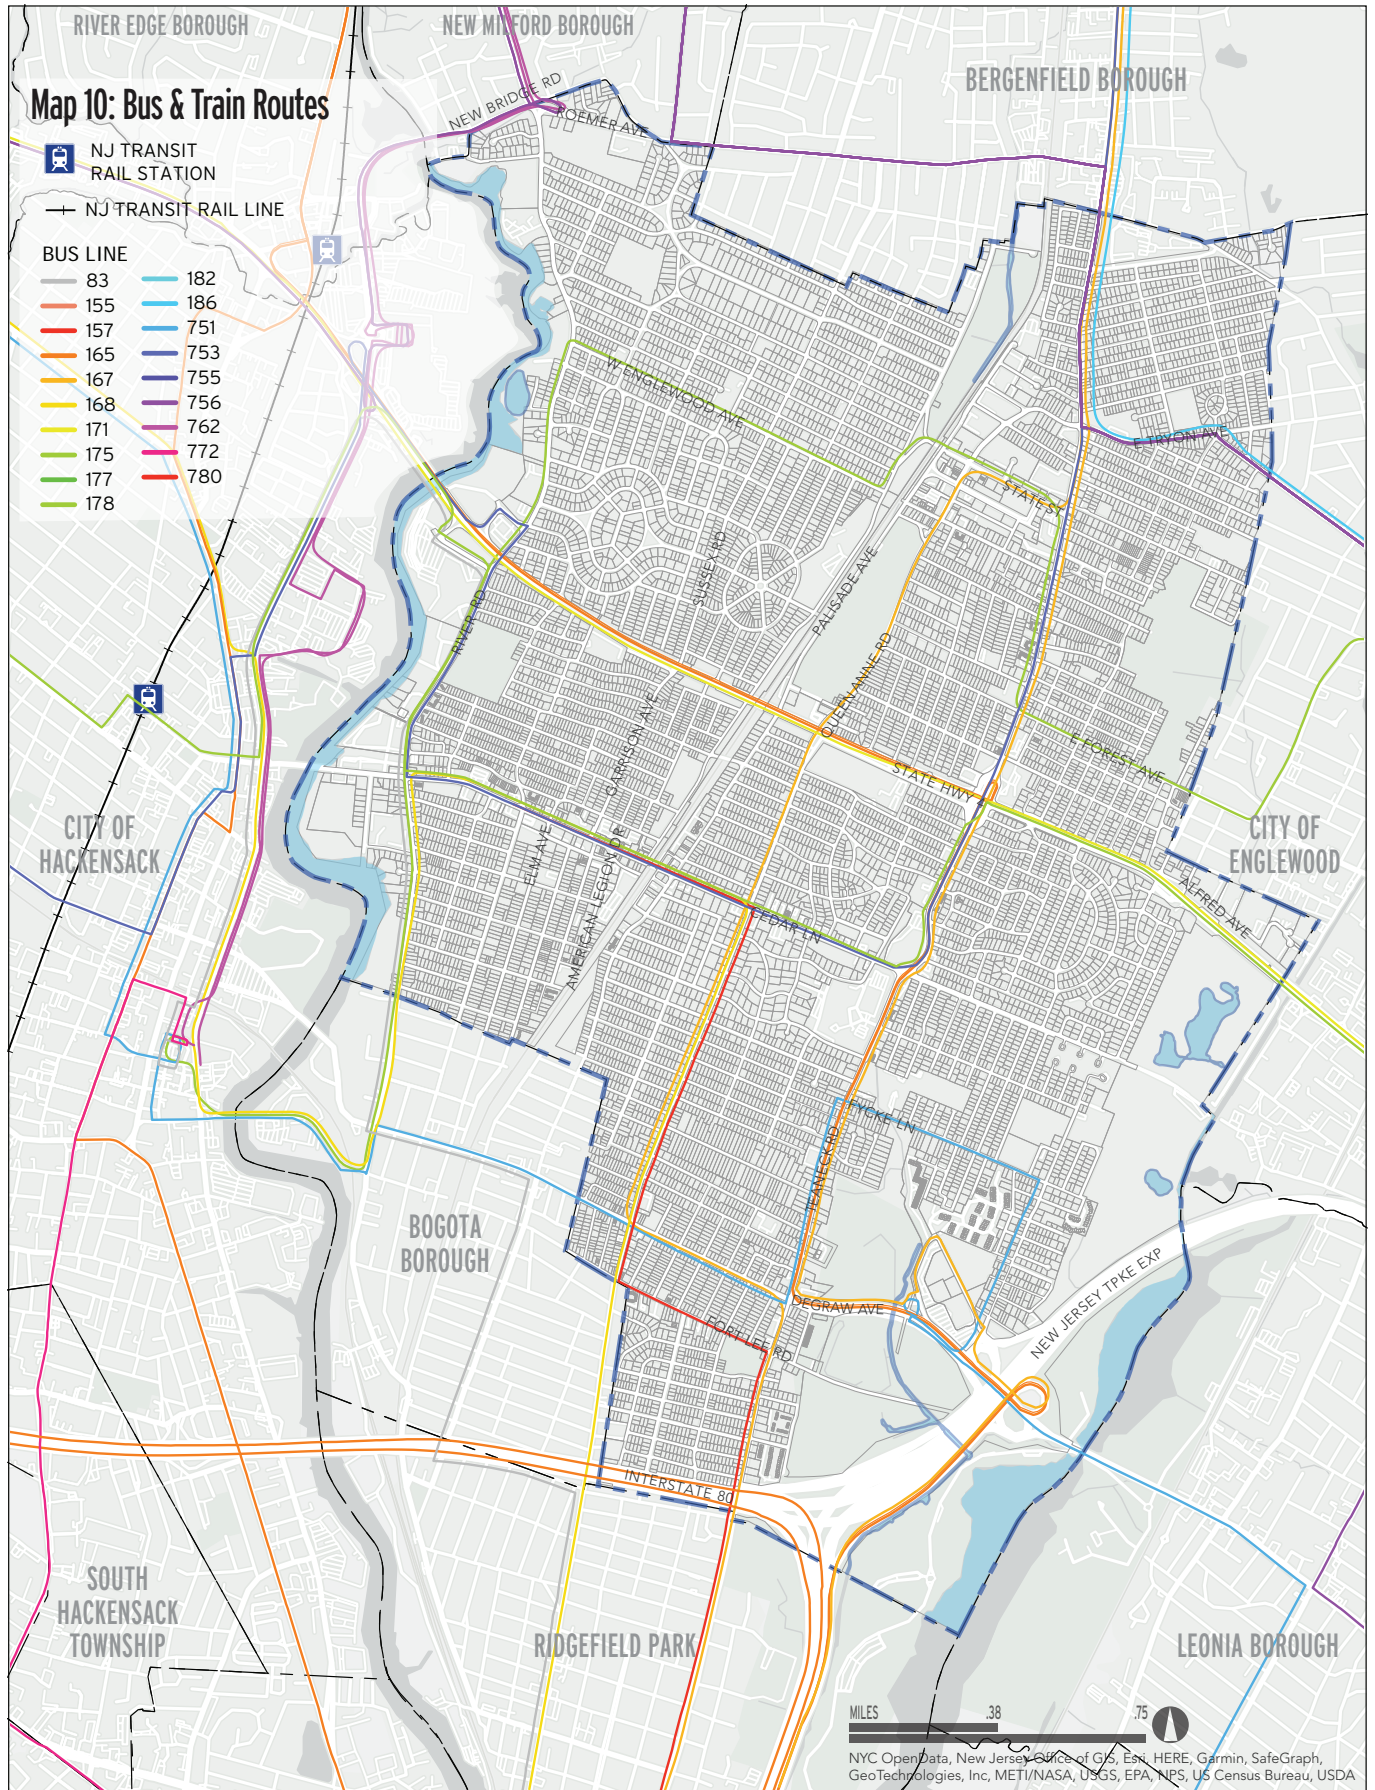 RIVER EDGE BOROUGH
NEW MILFORD BOROUGH
BERGENFIELD BOROUGH
Map 10: Bus & Train Routes
NJ TRANSIT
RAIL STATION
NJ TRANSIT RAIL LINE
BUS LINE
83
155
157
165
167
168
171
175
177
178
182
186
751
753
755
756
762
772
780
NEW BRIDGE RD
ROEMER AVE
W ENGLEWOOD AVE
E TRYON AVE
STATE ST
SUSSEX RD
PALISADE AVE
RIVER RD
QUEEN ANNE RD
GARRISON AVE
E FOREST AVE
STATE HWY 4
CITY OF
HACKENSACK
CITY OF
ENGLEWOOD
ELM AVE
AMERICAN LEGION DR
ALFRED AVE
CEDAR LN
FYCKE LN
TEANECK RD
BOGOTA
BOROUGH
DEGRAW AVE
NEW JERSEY TPKE EXP
FORT LEE RD
INTERSTATE 80
SOUTH
HACKENSACK
TOWNSHIP
RIDGEFIELD PARK
LEONIA BOROUGH
MILES .38 .75
NYC OpenData, New Jersey Office of GIS, Esri, HERE, Garmin, SafeGraph,
GeoTechnologies, Inc, METI/NASA, USGS, EPA, NPS, US Census Bureau, USDA